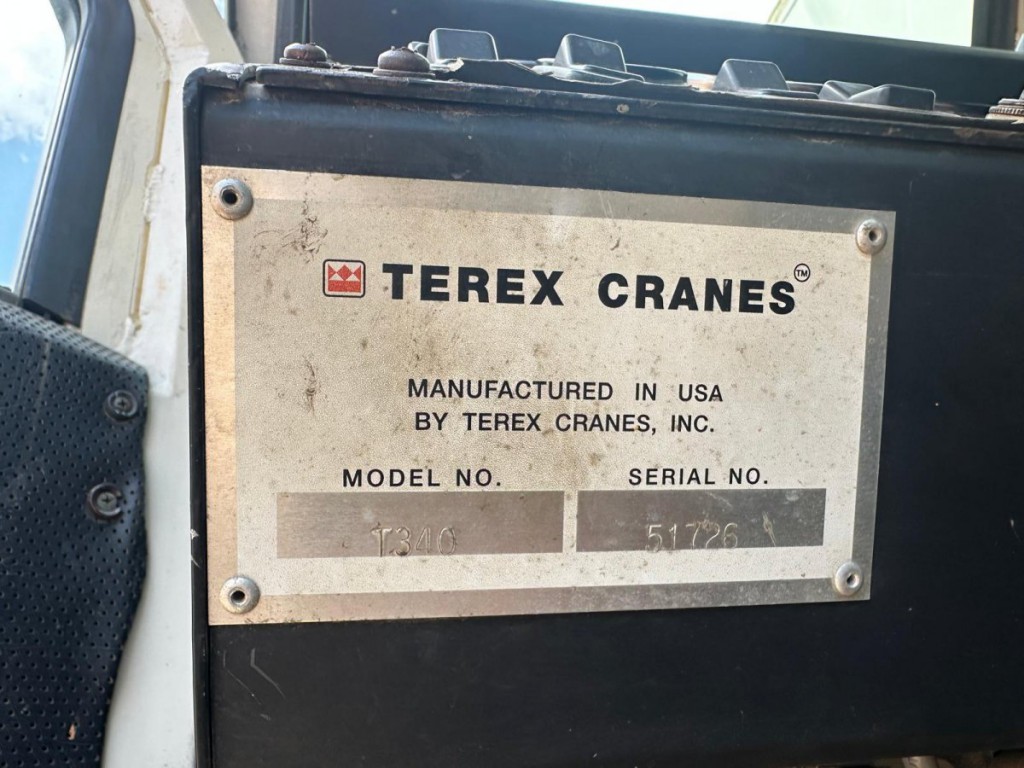 TEREX CRANES™
MANUFACTURED IN USA
BY TEREX CRANES, INC.
MODEL NO. SERIAL NO.
T340 51726